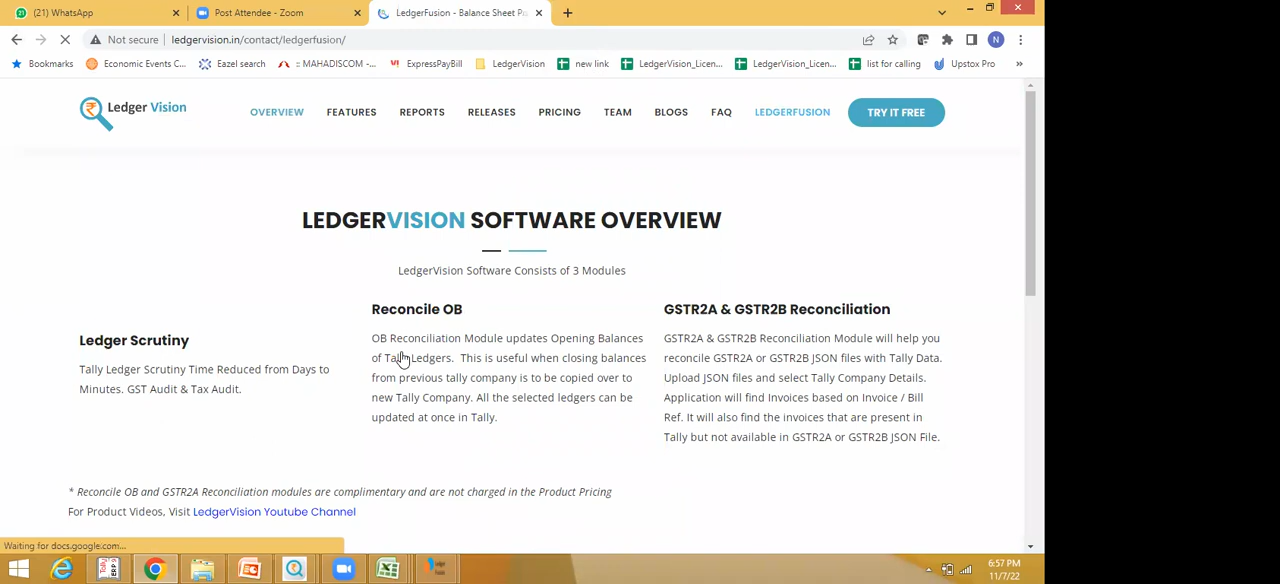 (21) WhatsApp
Post Attendee - Zoom
LedgerFusion - Balance Sheet Pr
Not secure
ledgervision.in/contact/ledgerfusion/
Bookmarks
Economic Events C...
Eazel search
:: MAHADISCOM -...
ExpressPayBill
LedgerVision
new link
LedgerVision_Licen...
LedgerVision_Licen...
list for calling
Upstox Pro
»
N
Ledger Vision
OVERVIEW
FEATURES
REPORTS
RELEASES
PRICING
TEAM
BLOGS
FAQ
LEDGERFUSION
TRY IT FREE
LEDGERVISION SOFTWARE OVERVIEW
LedgerVision Software Consists of 3 Modules
Ledger Scrutiny
Tally Ledger Scrutiny Time Reduced from Days to
Minutes. GST Audit & Tax Audit.
Reconcile OB
OB Reconciliation Module updates Opening Balances
of Tally Ledgers. This is useful when closing balances
from previous tally company is to be copied over to
new Tally Company. All the selected ledgers can be
updated at once in Tally.
GSTR2A & GSTR2B Reconciliation
GSTR2A & GSTR2B Reconciliation Module will help you
reconcile GSTR2A or GSTR2B JSON files with Tally Data.
Upload JSON files and select Tally Company Details.
Application will find Invoices based on Invoice / Bill
Ref. It will also find the invoices that are present in
Tally but not available in GSTR2A or GSTR2B JSON File.
* Reconcile OB and GSTR2A Reconciliation modules are complimentary and are not charged in the Product Pricing
For Product Videos, Visit LedgerVision Youtube Channel
Waiting for docs.google.com...
6:57 PM
11/7/22